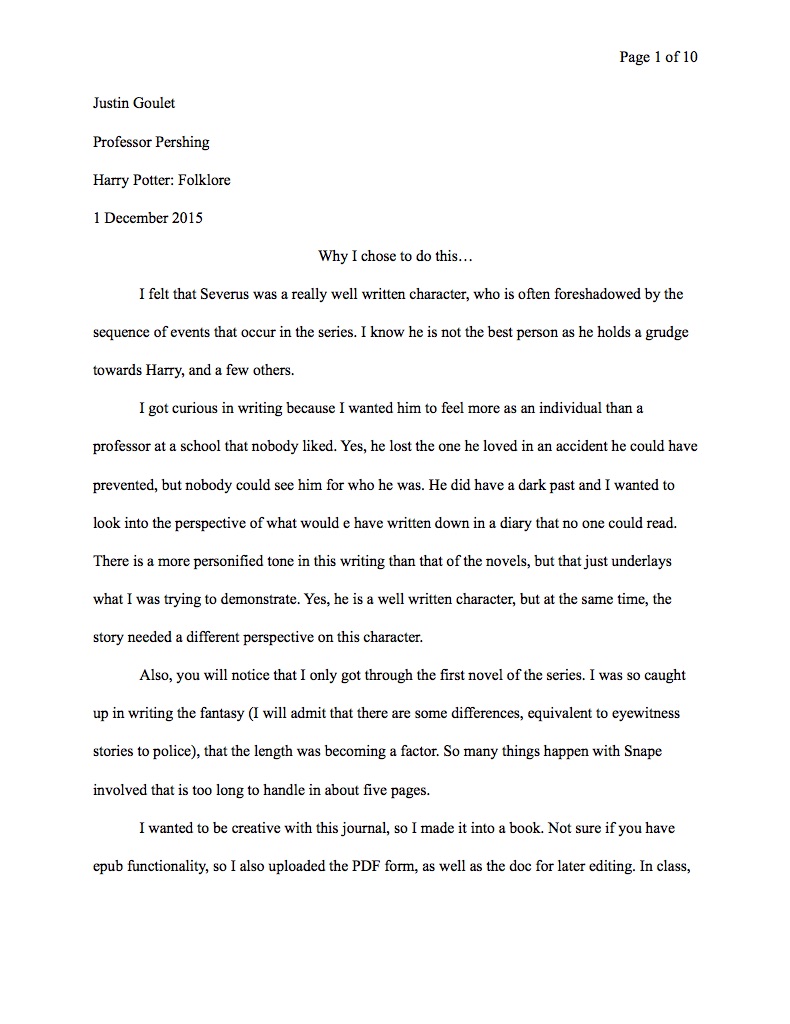 Page 1 of 10
Justin Goulet
Professor Pershing
Harry Potter: Folklore
1 December 2015
Why I chose to do this…
I felt that Severus was a really well written character, who is often foreshadowed by the
sequence of events that occur in the series. I know he is not the best person as he holds a grudge
towards Harry, and a few others.
I got curious in writing because I wanted him to feel more as an individual than a
professor at a school that nobody liked. Yes, he lost the one he loved in an accident he could have
prevented, but nobody could see him for who he was. He did have a dark past and I wanted to
look into the perspective of what would e have written down in a diary that no one could read.
There is a more personified tone in this writing than that of the novels, but that just underlays
what I was trying to demonstrate. Yes, he is a well written character, but at the same time, the
story needed a different perspective on this character.
Also, you will notice that I only got through the first novel of the series. I was so caught
up in writing the fantasy (I will admit that there are some differences, equivalent to eyewitness
stories to police), that the length was becoming a factor. So many things happen with Snape
involved that is too long to handle in about five pages.
I wanted to be creative with this journal, so I made it into a book. Not sure if you have
epub functionality, so I also uploaded the PDF form, as well as the doc for later editing. In class,